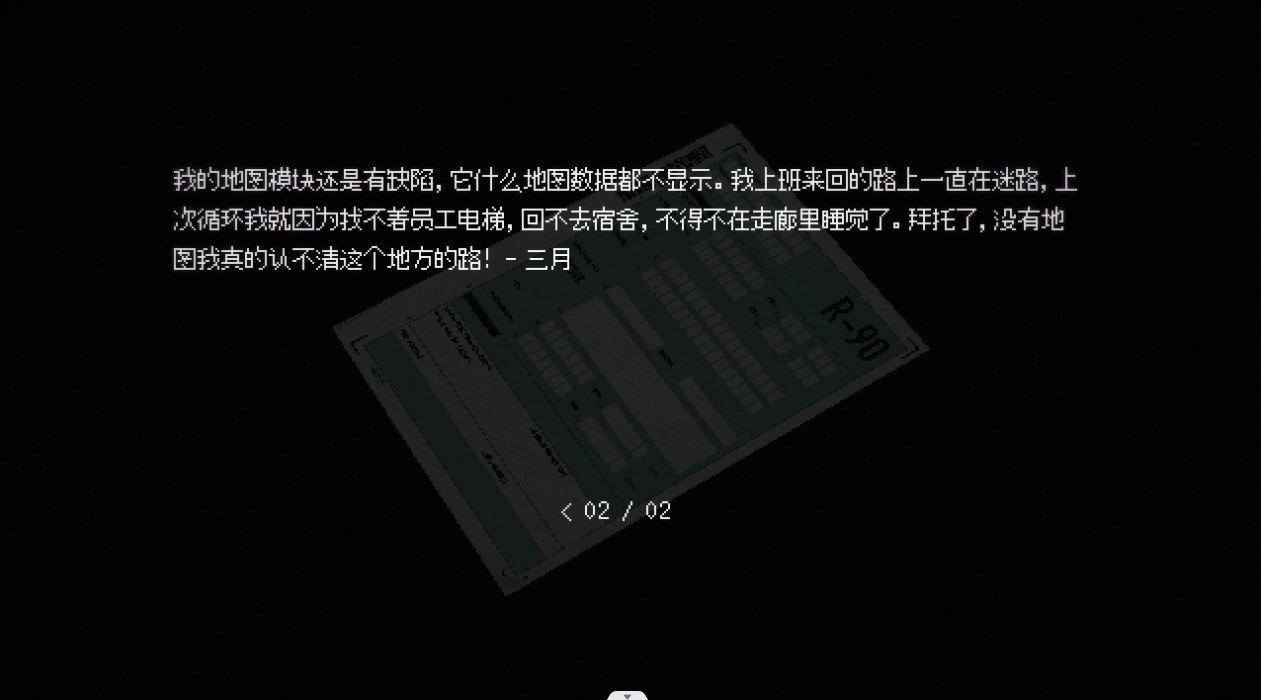 我的地图模块还是有缺陷，它什么地图数据都不显示。我上班来回的路上一直在迷路，上
次循环我就因为找不着员工电梯，回不去宿舍，不得不在走廊里睡觉了。拜托了，没有地
图我真的认不清这个地方的路！- 三月
R-90
< 02 / 02